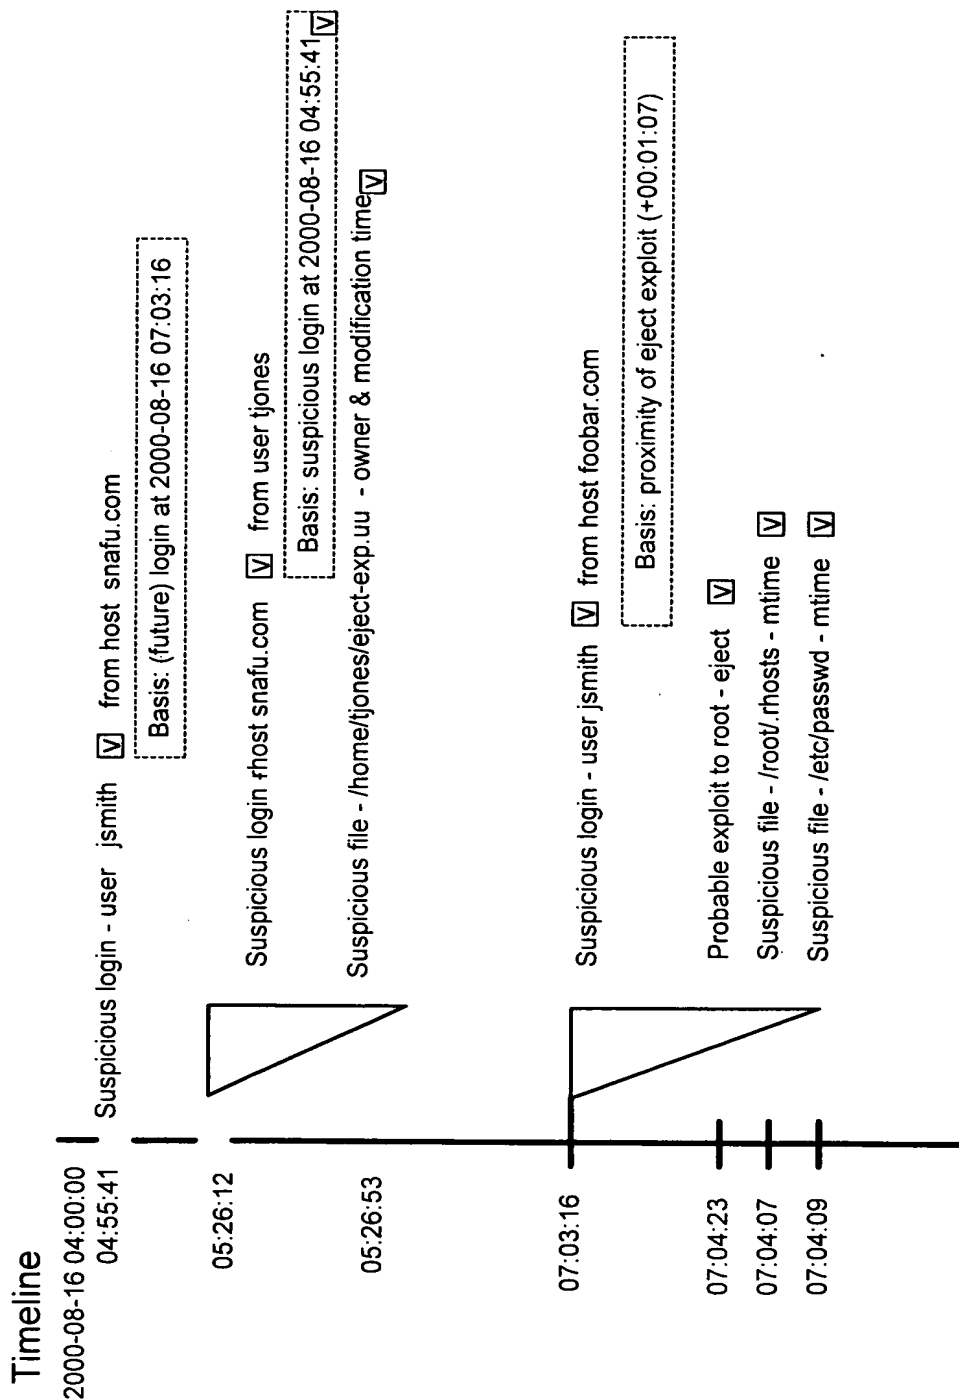 Timeline
2000-08-16 04:00:00
04:55:41
Suspicious login - user jsmith V from host snafu.com
Basis: (future) login at 2000-08-16 07:03:16
05:26:12
Suspicious login rhost snafu.com V from user tjones
Basis: suspicious login at 2000-08-16 04:55:41 V
05:26:53
Suspicious file - /home/tjones/eject-exp.uu - owner & modification time V
07:03:16
Suspicious login - user jsmith V from host foobar.com
Basis: proximity of eject exploit (+00:01:07)
07:04:23
Probable exploit to root - eject V
07:04:07
Suspicious file - /root/.rhosts - mtime V
07:04:09
Suspicious file - /etc/passwd - mtime V